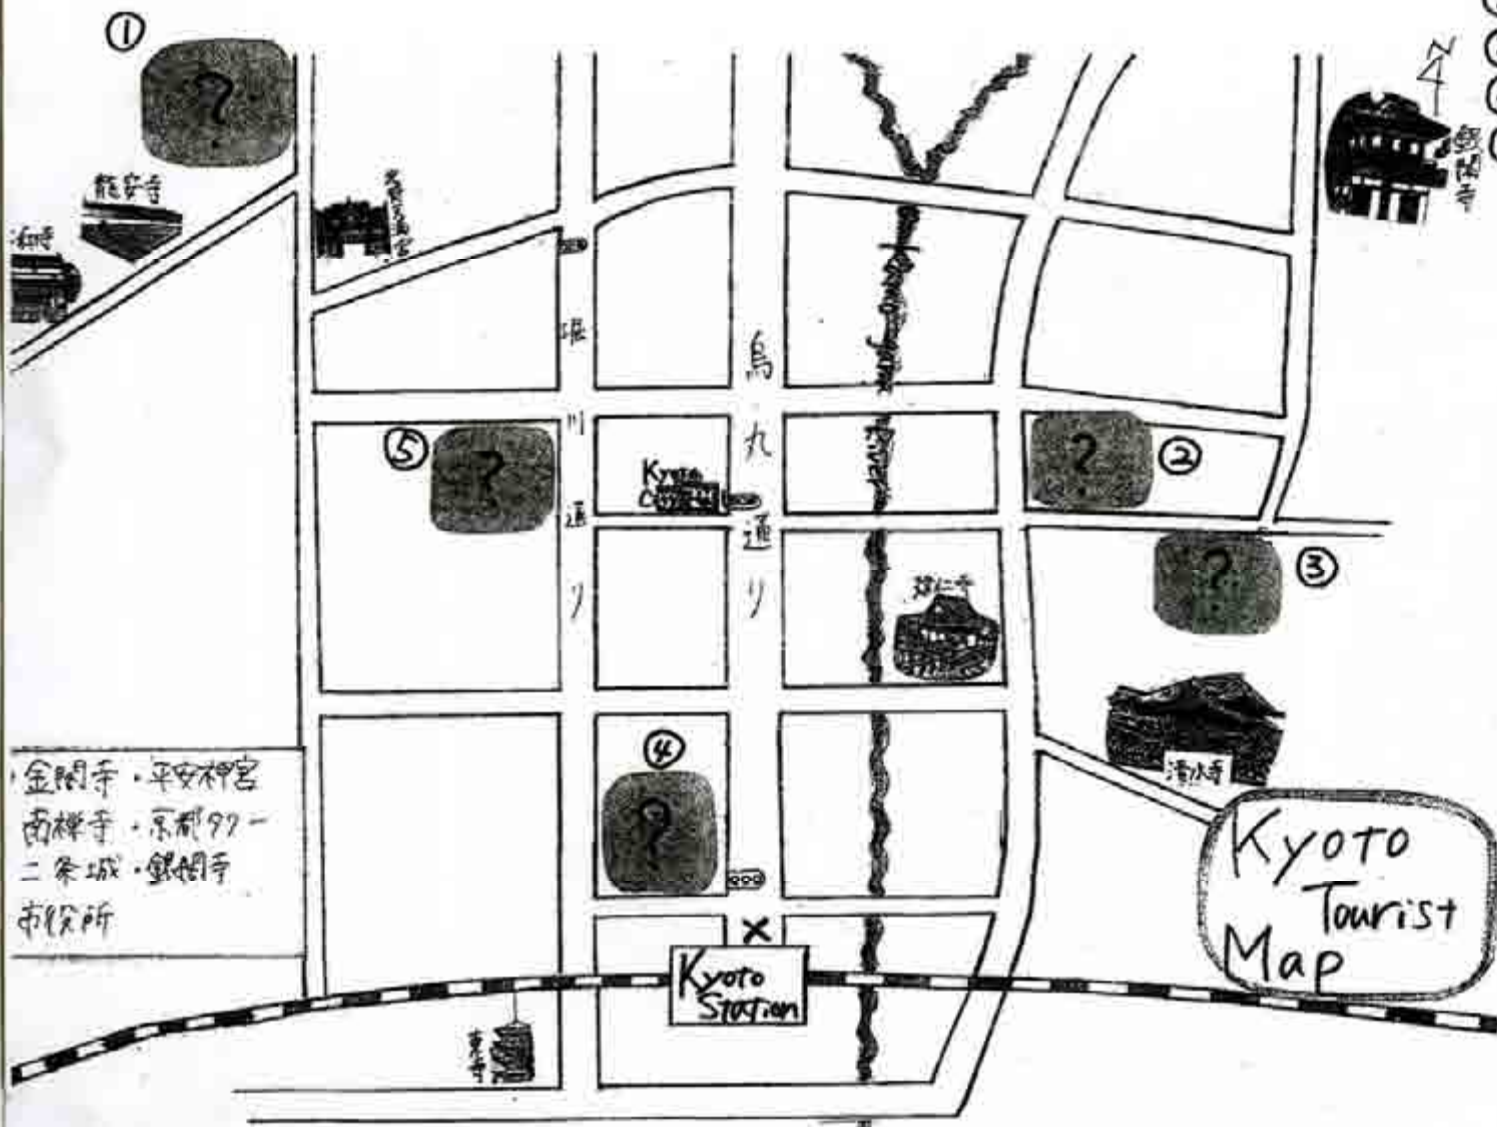 ①
?
N
銀閣寺
龍安寺
?
⑤
?
②
烏丸通り
堀川通り
Kyoto
River
?
③
建仁寺
清水寺
④
?
金閣寺・平安神宮
南禅寺・京都タワー
二条城・銀閣寺
市役所
×
Kyoto
Station
Kyoto
Tourist
Map
東寺